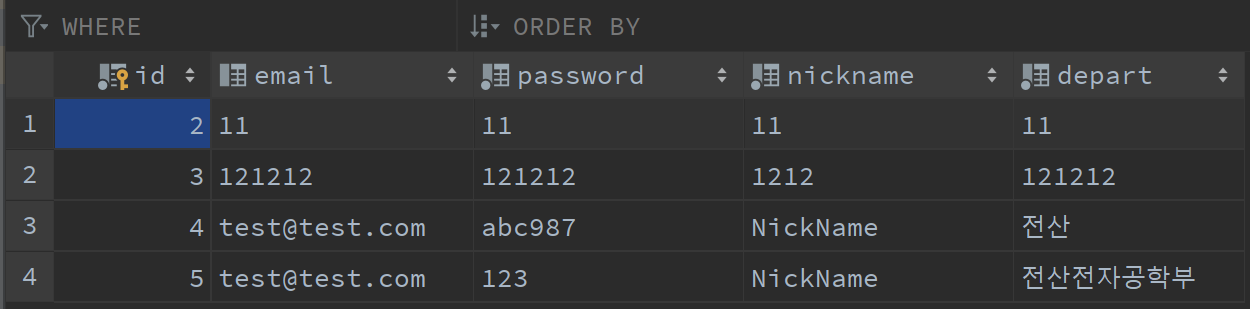 WHERE ORDER BY
id email password nickname depart
1 2 11 11 11 11
2 3 121212 121212 1212 121212
3 4 test@test.com abc987 NickName 전산
4 5 test@test.com 123 NickName 전산전자공학부